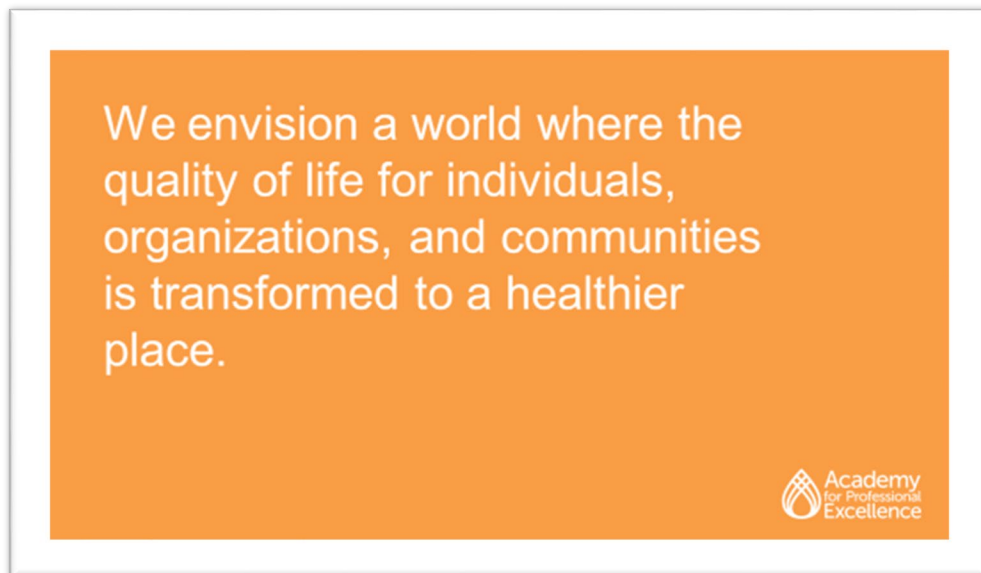 We envision a world where the
quality of life for individuals,
organizations, and communities
is transformed to a healthier
place.
Academy
for Professional
Excellence